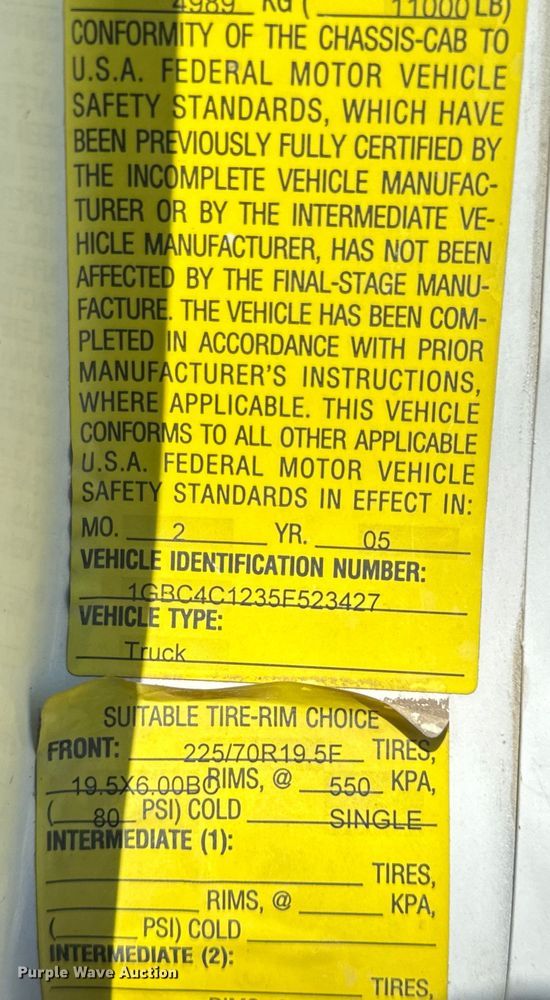 4989 KG ( 11000 LB)
CONFORMITY OF THE CHASSIS-CAB TO
U.S.A. FEDERAL MOTOR VEHICLE
SAFETY STANDARDS, WHICH HAVE
BEEN PREVIOUSLY FULLY CERTIFIED BY
THE INCOMPLETE VEHICLE MANUFAC-
TURER OR BY THE INTERMEDIATE VE-
HICLE MANUFACTURER, HAS NOT BEEN
AFFECTED BY THE FINAL-STAGE MANU-
FACTURE. THE VEHICLE HAS BEEN COM-
PLETED IN ACCORDANCE WITH PRIOR
MANUFACTURER'S INSTRUCTIONS,
WHERE APPLICABLE. THIS VEHICLE
CONFORMS TO ALL OTHER APPLICABLE
U.S.A. FEDERAL MOTOR VEHICLE
SAFETY STANDARDS IN EFFECT IN:
MO. 2 YR. 05
VEHICLE IDENTIFICATION NUMBER:
1GBC4C1235F523427
VEHICLE TYPE:
Truck
SUITABLE TIRE-RIM CHOICE
FRONT: 225/70R19.5F TIRES,
19.5X6.00BO RIMS, @ 550 KPA,
( 80 PSI) COLD SINGLE
INTERMEDIATE (1):
TIRES,
RIMS, @ KPA,
( PSI) COLD
INTERMEDIATE (2):
TIRES,
Purple Wave Auction